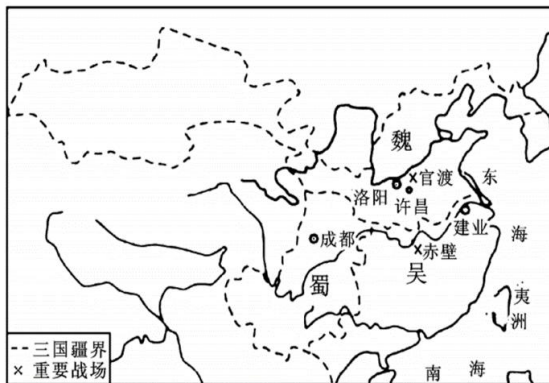 魏
官渡
洛阳
许昌
东
建业
海
成都
赤壁
吴
蜀
夷
洲
三国疆界
重要战场
南 海